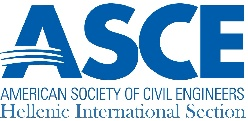 ASCE
AMERICAN SOCIETY OF CIVIL ENGINEERS
Hellenic International Section